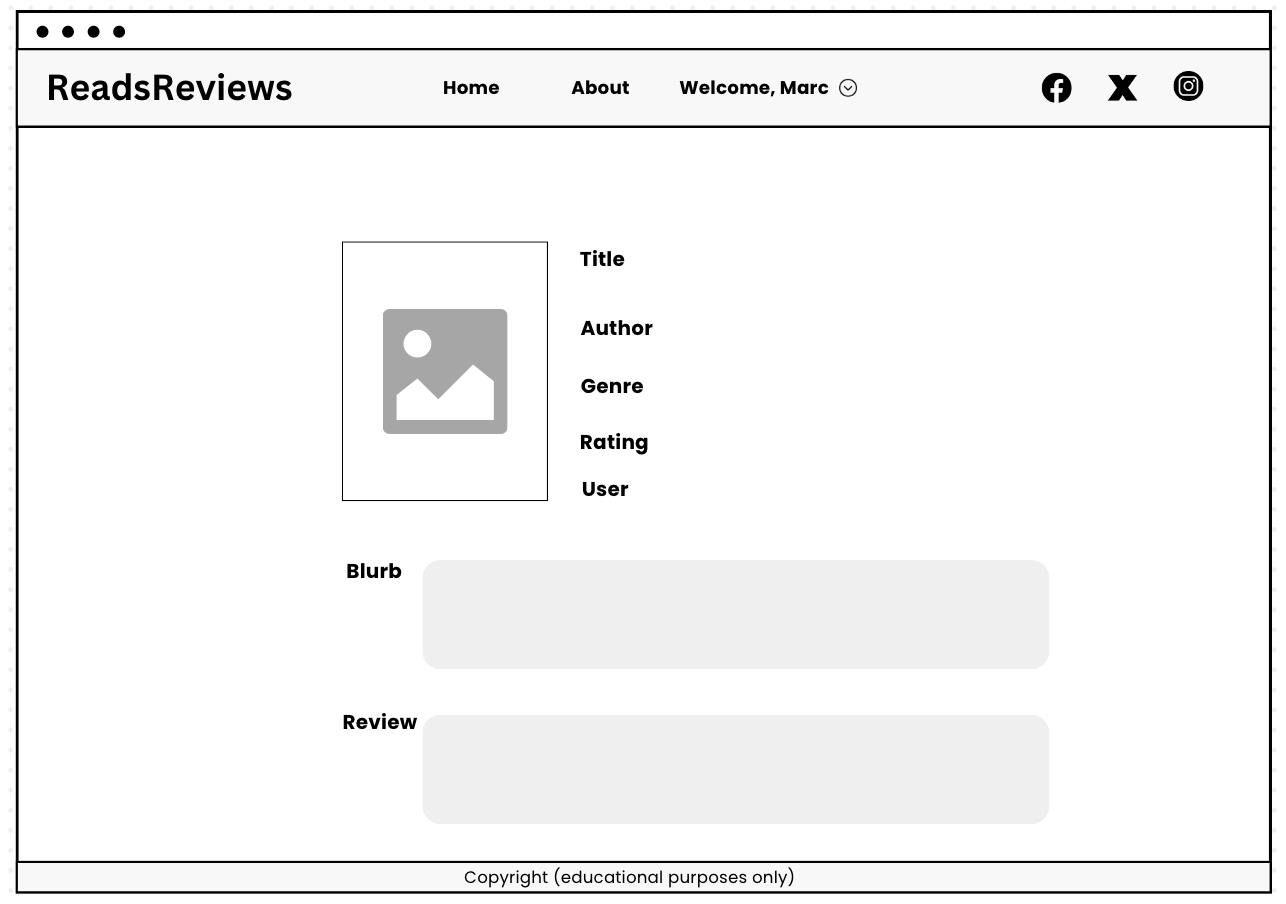 ReadsReviews
Home
About
Welcome, Marc
Title
Author
Genre
Rating
User
Blurb
Review
Copyright (educational purposes only)